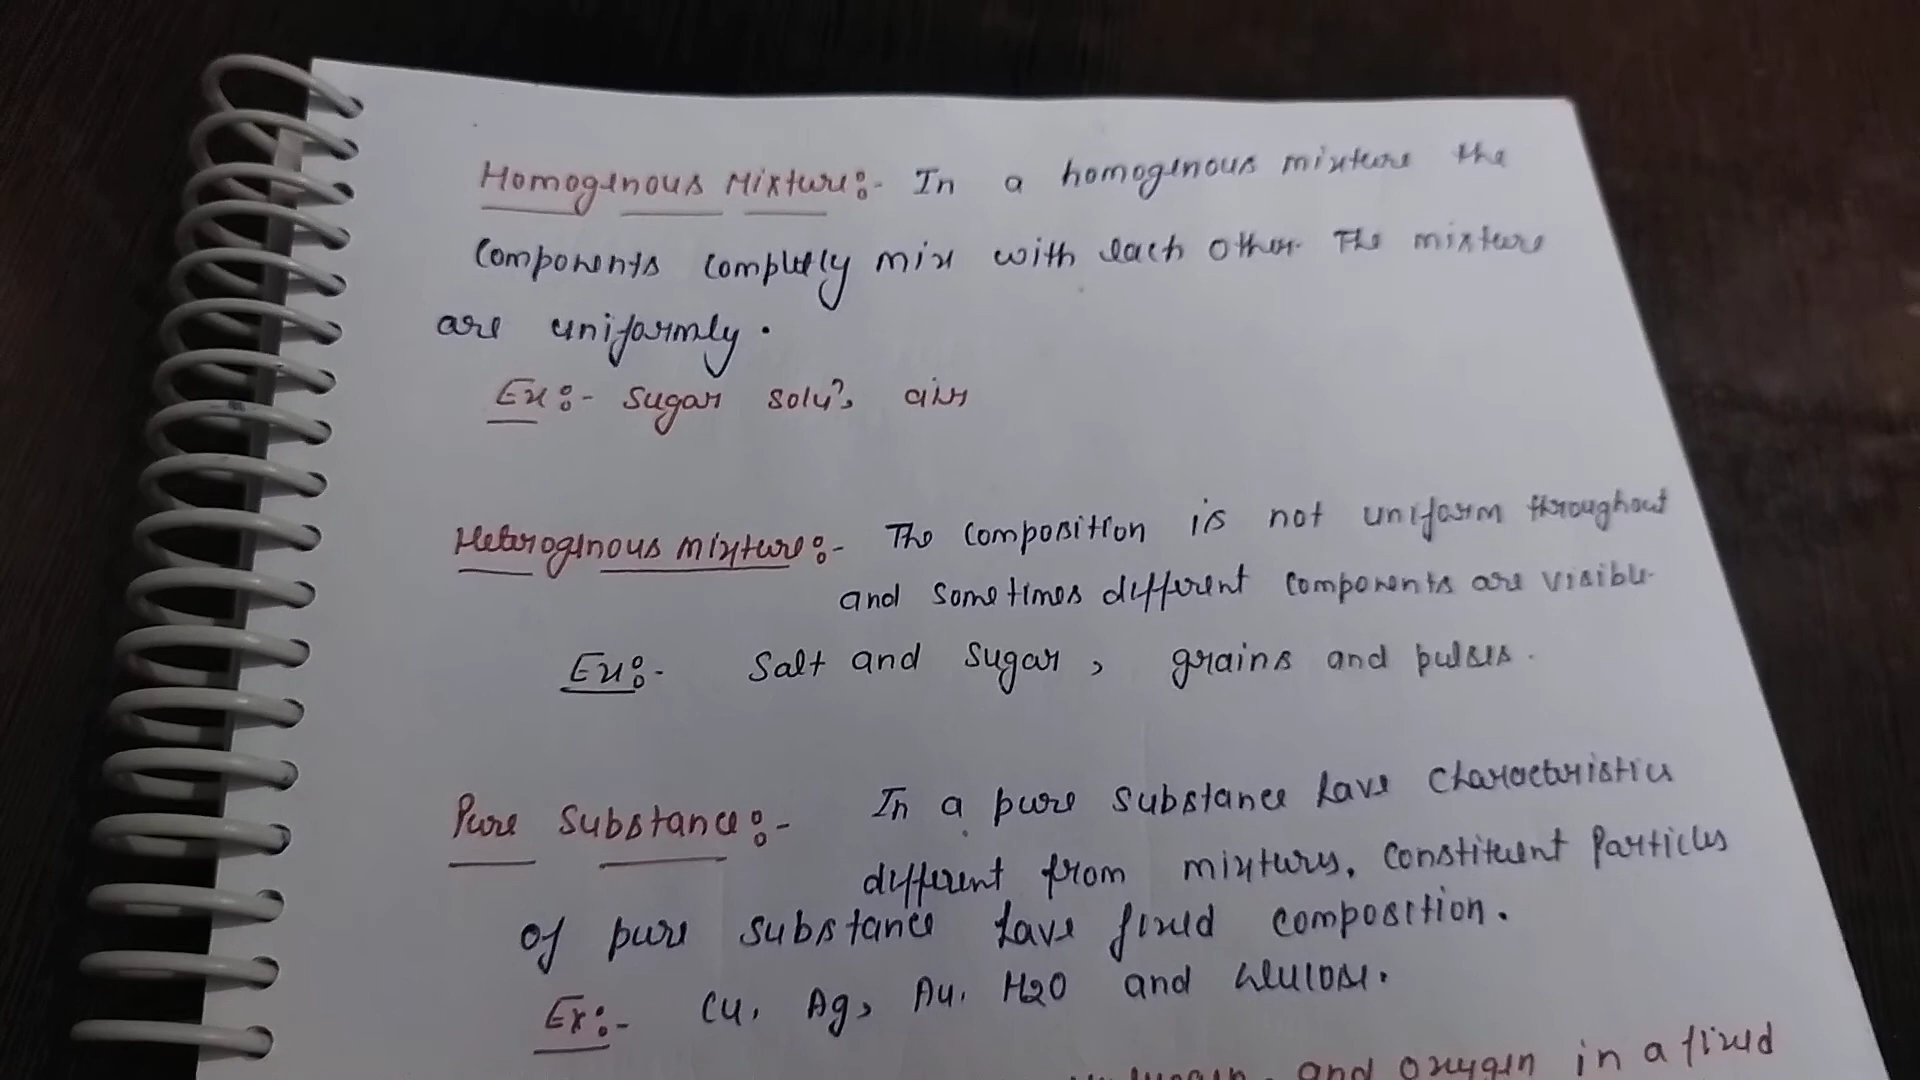 Homogenous Mixture:- In a homogenous mixture the
components completly mix with each other. The mixture
are uniformly.
Ex:- Sugar soluⁿ, air
Heterogenous mixture:- The composition is not uniform throughout
and sometimes different components are visible.
Ex:- Salt and sugar, grains and pulses.
Pure Substance:- In a pure substance have characteristics
different from mixtures. Constituent Particles
of pure substance have fixed composition.
Ex:- Cu, Ag, Au, H2O and Glucose.
and oxygen in a fixed